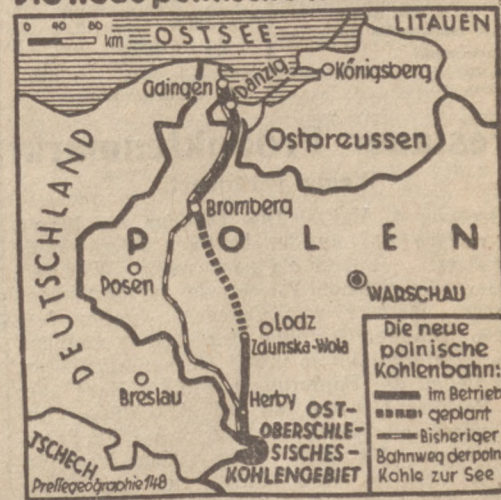 0 40 80
km
OSTSEE
LITAUEN
Gdingen
Danzig
Königsberg
Ostpreussen
DEUTSCHLAND
Bromberg
POLEN
Posen
WARSCHAU
Lodz
Zdunska-Wola
Breslau
Herby
OST-
OBERSCHLE-
SISCHES-
KOHLENGEBIET
TSCHECH.
Preßegeographie 148
Die neue
polnische
Kohlenbahn:
im Betrieb
geplant
Bisheriger
Bahnweg der poln
Kohle zur See